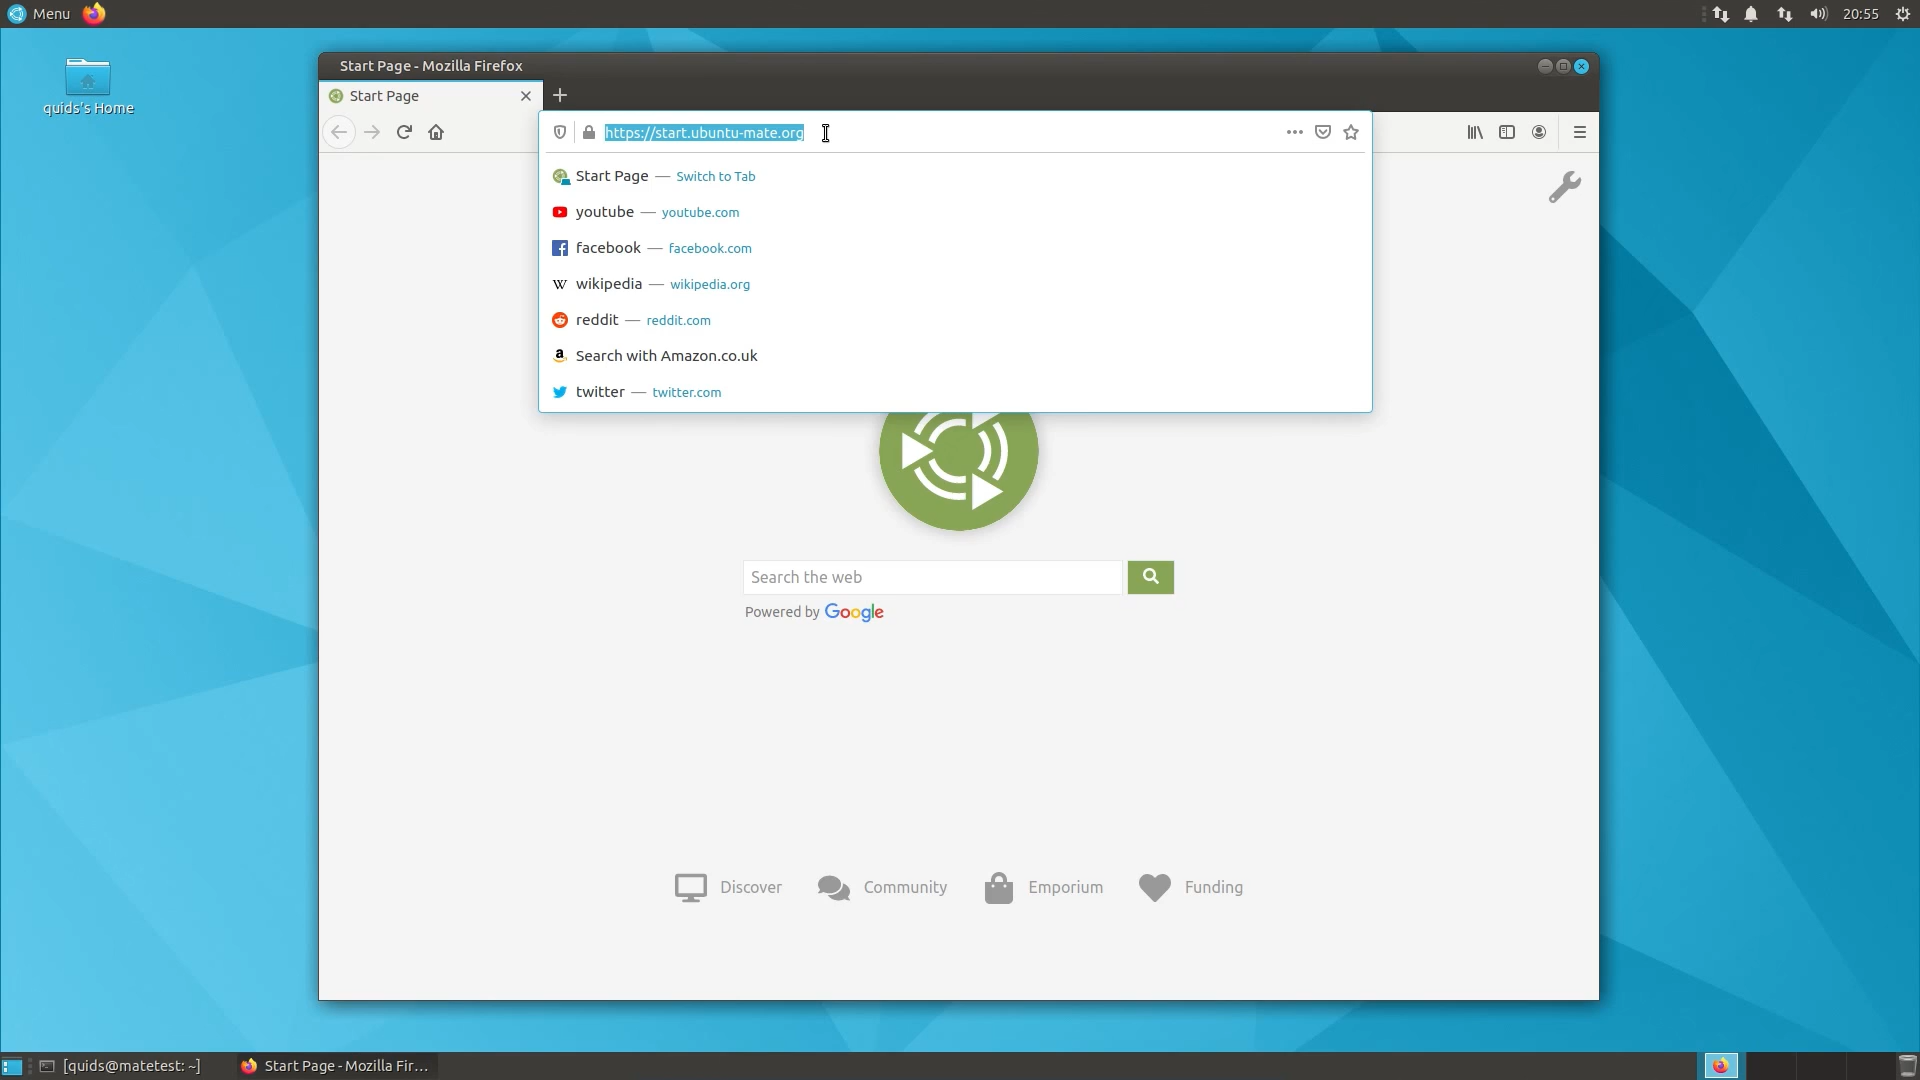 Menu
20:55
quids's Home
Start Page - Mozilla Firefox
Start Page
https://start.ubuntu-mate.org
Start Page — Switch to Tab
youtube — youtube.com
facebook — facebook.com
W wikipedia — wikipedia.org
reddit — reddit.com
a Search with Amazon.co.uk
twitter — twitter.com
Search the web
Powered by Google
Discover Community Emporium Funding
[quids@matetest: ~]
Start Page - Mozilla Fir...